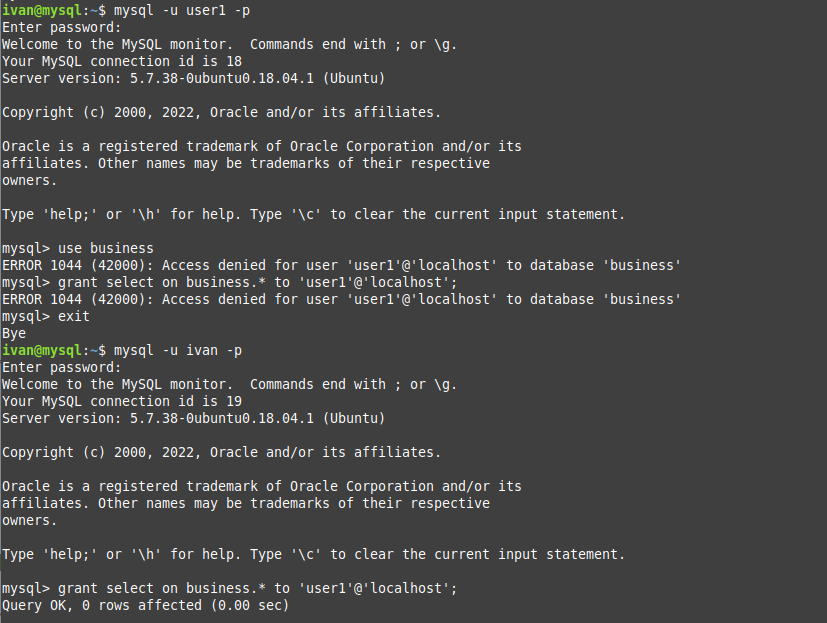 ivan@mysql:~$ mysql -u user1 -p
Enter password:
Welcome to the MySQL monitor.  Commands end with ; or \g.
Your MySQL connection id is 18
Server version: 5.7.38-0ubuntu0.18.04.1 (Ubuntu)
Copyright (c) 2000, 2022, Oracle and/or its affiliates.
Oracle is a registered trademark of Oracle Corporation and/or its
affiliates. Other names may be trademarks of their respective
owners.
Type 'help;' or '\h' for help. Type '\c' to clear the current input statement.
mysql> use business
ERROR 1044 (42000): Access denied for user 'user1'@'localhost' to database 'business'
mysql> grant select on business.* to 'user1'@'localhost';
ERROR 1044 (42000): Access denied for user 'user1'@'localhost' to database 'business'
mysql> exit
Bye
ivan@mysql:~$ mysql -u ivan -p
Enter password:
Welcome to the MySQL monitor.  Commands end with ; or \g.
Your MySQL connection id is 19
Server version: 5.7.38-0ubuntu0.18.04.1 (Ubuntu)
Copyright (c) 2000, 2022, Oracle and/or its affiliates.
Oracle is a registered trademark of Oracle Corporation and/or its
affiliates. Other names may be trademarks of their respective
owners.
Type 'help;' or '\h' for help. Type '\c' to clear the current input statement.
mysql> grant select on business.* to 'user1'@'localhost';
Query OK, 0 rows affected (0.00 sec)